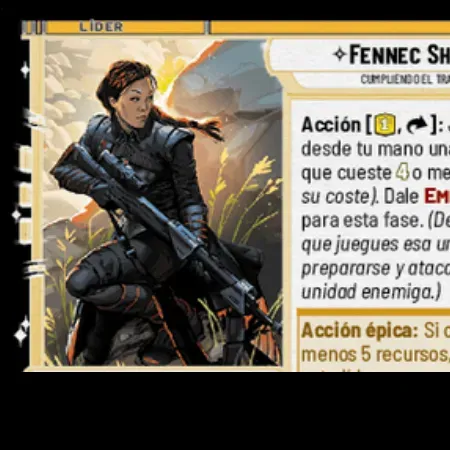 LÍDER
FENNEC SH
CUMPLIENDO EL TRA
Acción [1, ]:
desde tu mano una
que cueste 4 o me
su coste). Dale EM
para esta fase. (De
que juegues esa un
prepararse y ataca
unidad enemiga.)
Acción épica: Si c
menos 5 recursos,